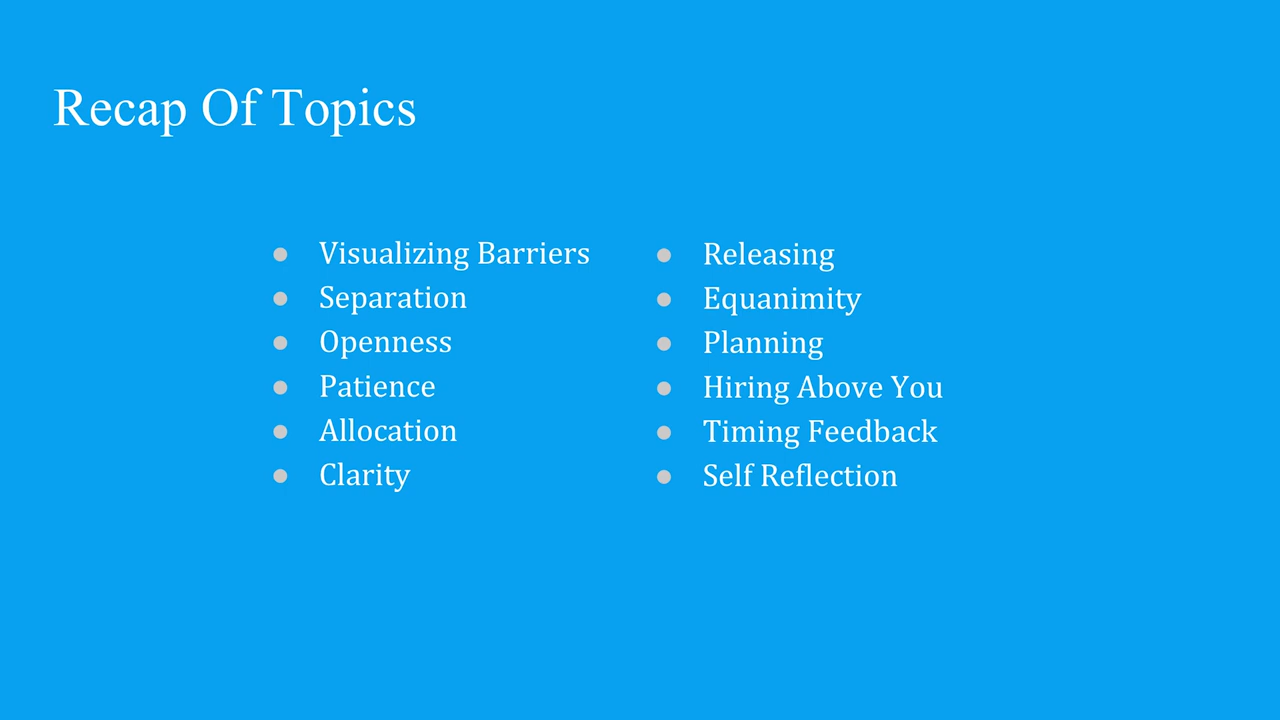 Recap Of Topics
Visualizing Barriers
Separation
Openness
Patience
Allocation
Clarity
Releasing
Equanimity
Planning
Hiring Above You
Timing Feedback
Self Reflection